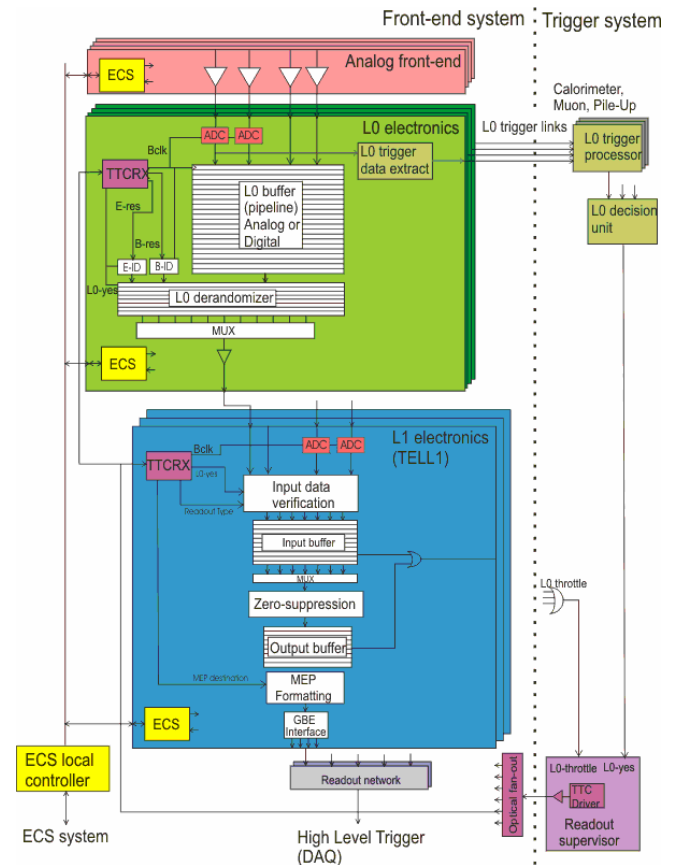 Front-end system
Trigger system
Analog front-end
ECS
Calorimeter,
Muon, Pile-Up
L0 electronics
L0 trigger links
ADC
ADC
Bclk
L0 trigger
data extract
L0 trigger
processor
TTCRX
L0 buffer
(pipeline)
Analog or
Digital
E-res
B-res
L0 decision
unit
E-ID
B-ID
L0-yes
L0 derandomizer
MUX
ECS
L1 electronics
(TELL1)
Bclk
ADC
ADC
TTCRX
L0-yes
Input data
verification
Readout Type
Input buffer
MUX
L0 throttle
Zero-suppression
Output buffer
MEP destination
MEP
Formatting
ECS
GBE
Interface
ECS local
controller
Readout network
Optical fan-out
L0-throttle
L0-yes
TTC
Driver
Readout
supervisor
ECS system
High Level Trigger
(DAQ)